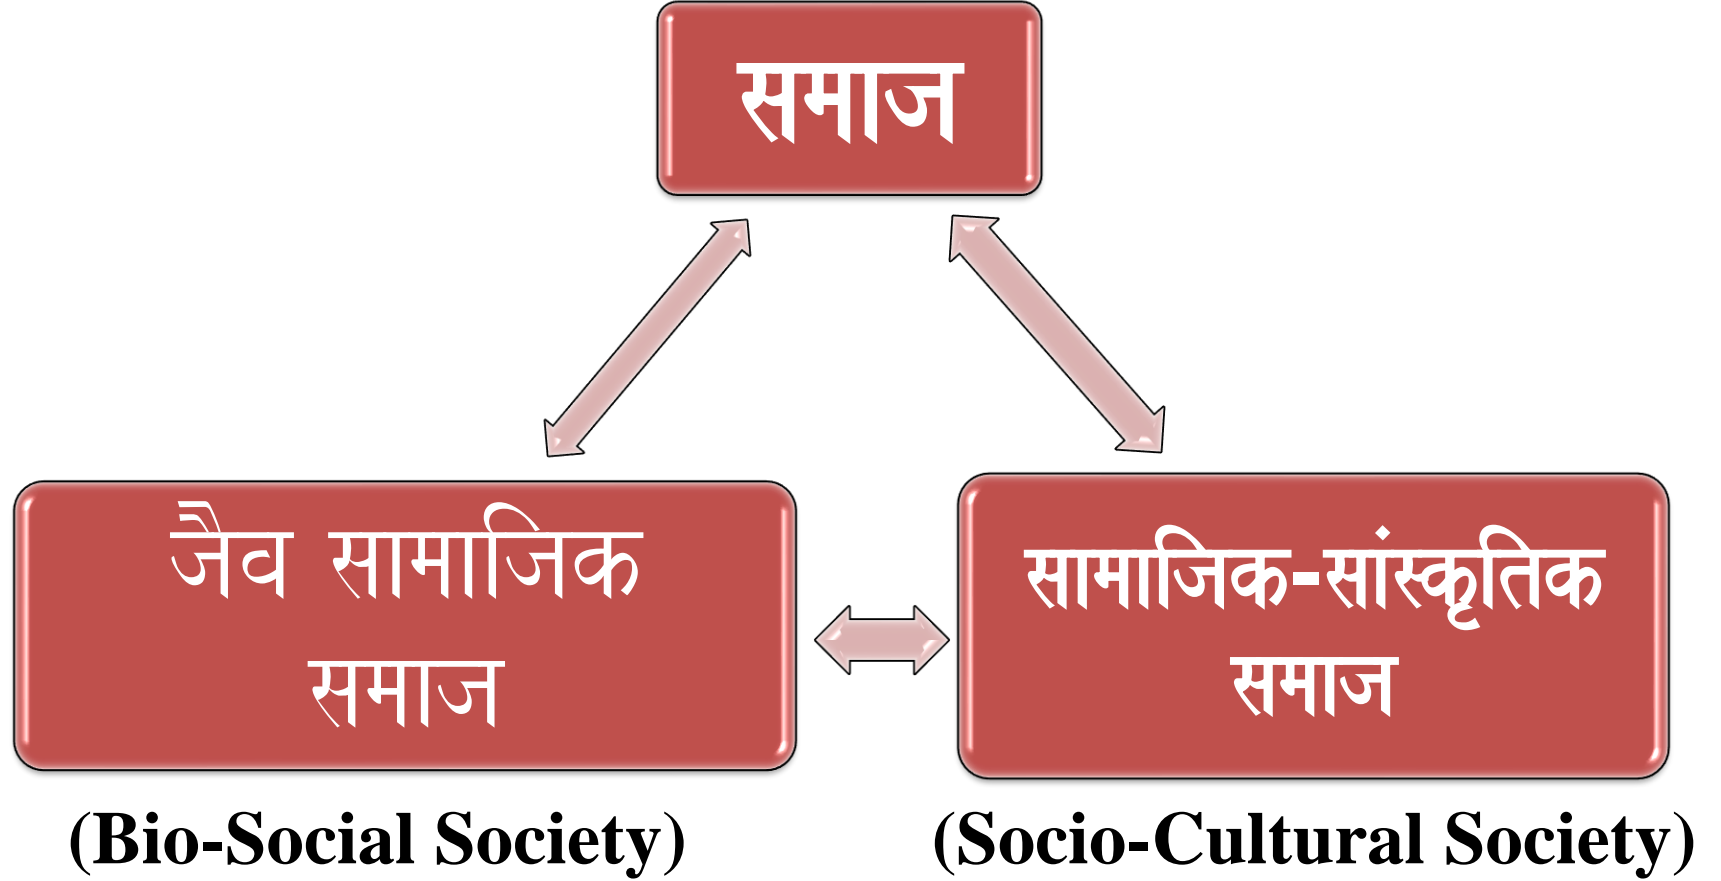 समाज
जैव सामाजिक
समाज
सामाजिक-सांस्कृतिक
समाज
(Bio-Social Society)
(Socio-Cultural Society)